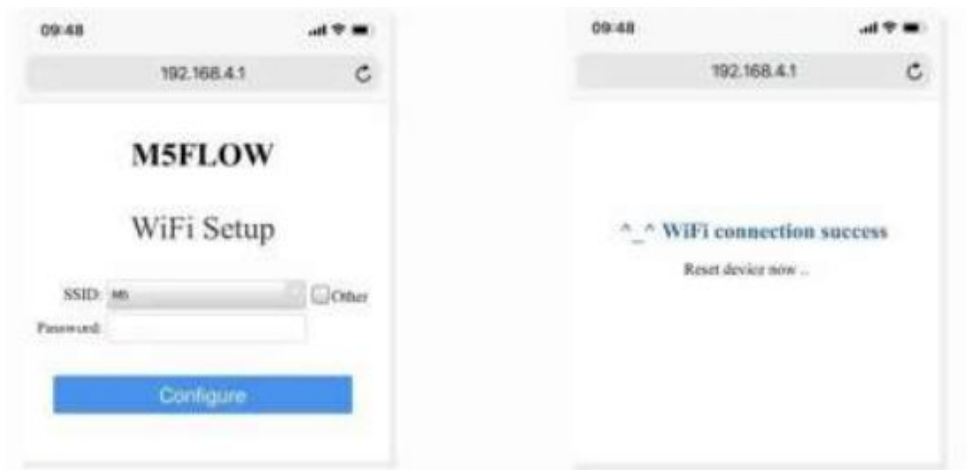 09:48
192.168.4.1
M5FLOW
WiFi Setup
SSID: M5 Other
Password:
Configure
09:48
192.168.4.1
^_^ WiFi connection success
Reset device now ..